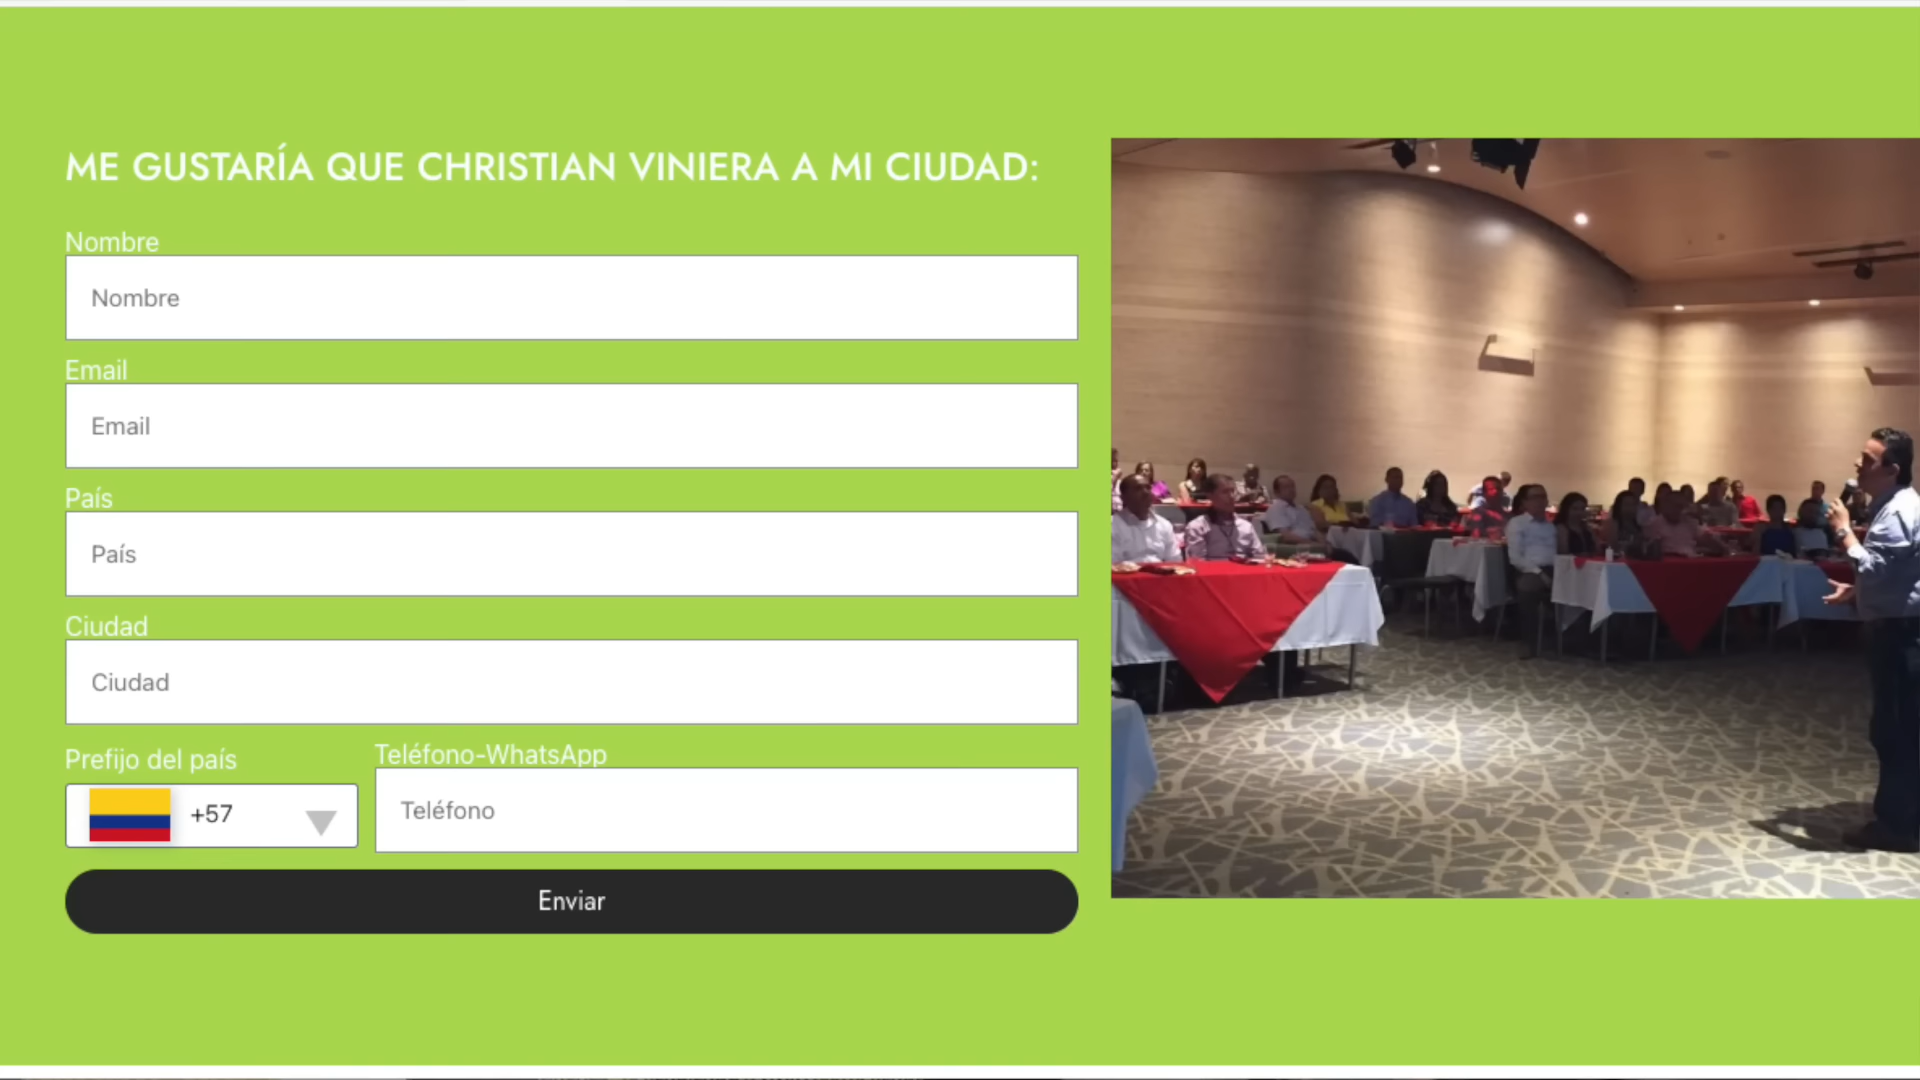 ME GUSTARÍA QUE CHRISTIAN VINIERA A MI CIUDAD:
Nombre
Nombre
Email
Email
País
País
Ciudad
Ciudad
Prefijo del país
+57
Teléfono-WhatsApp
Teléfono
Enviar